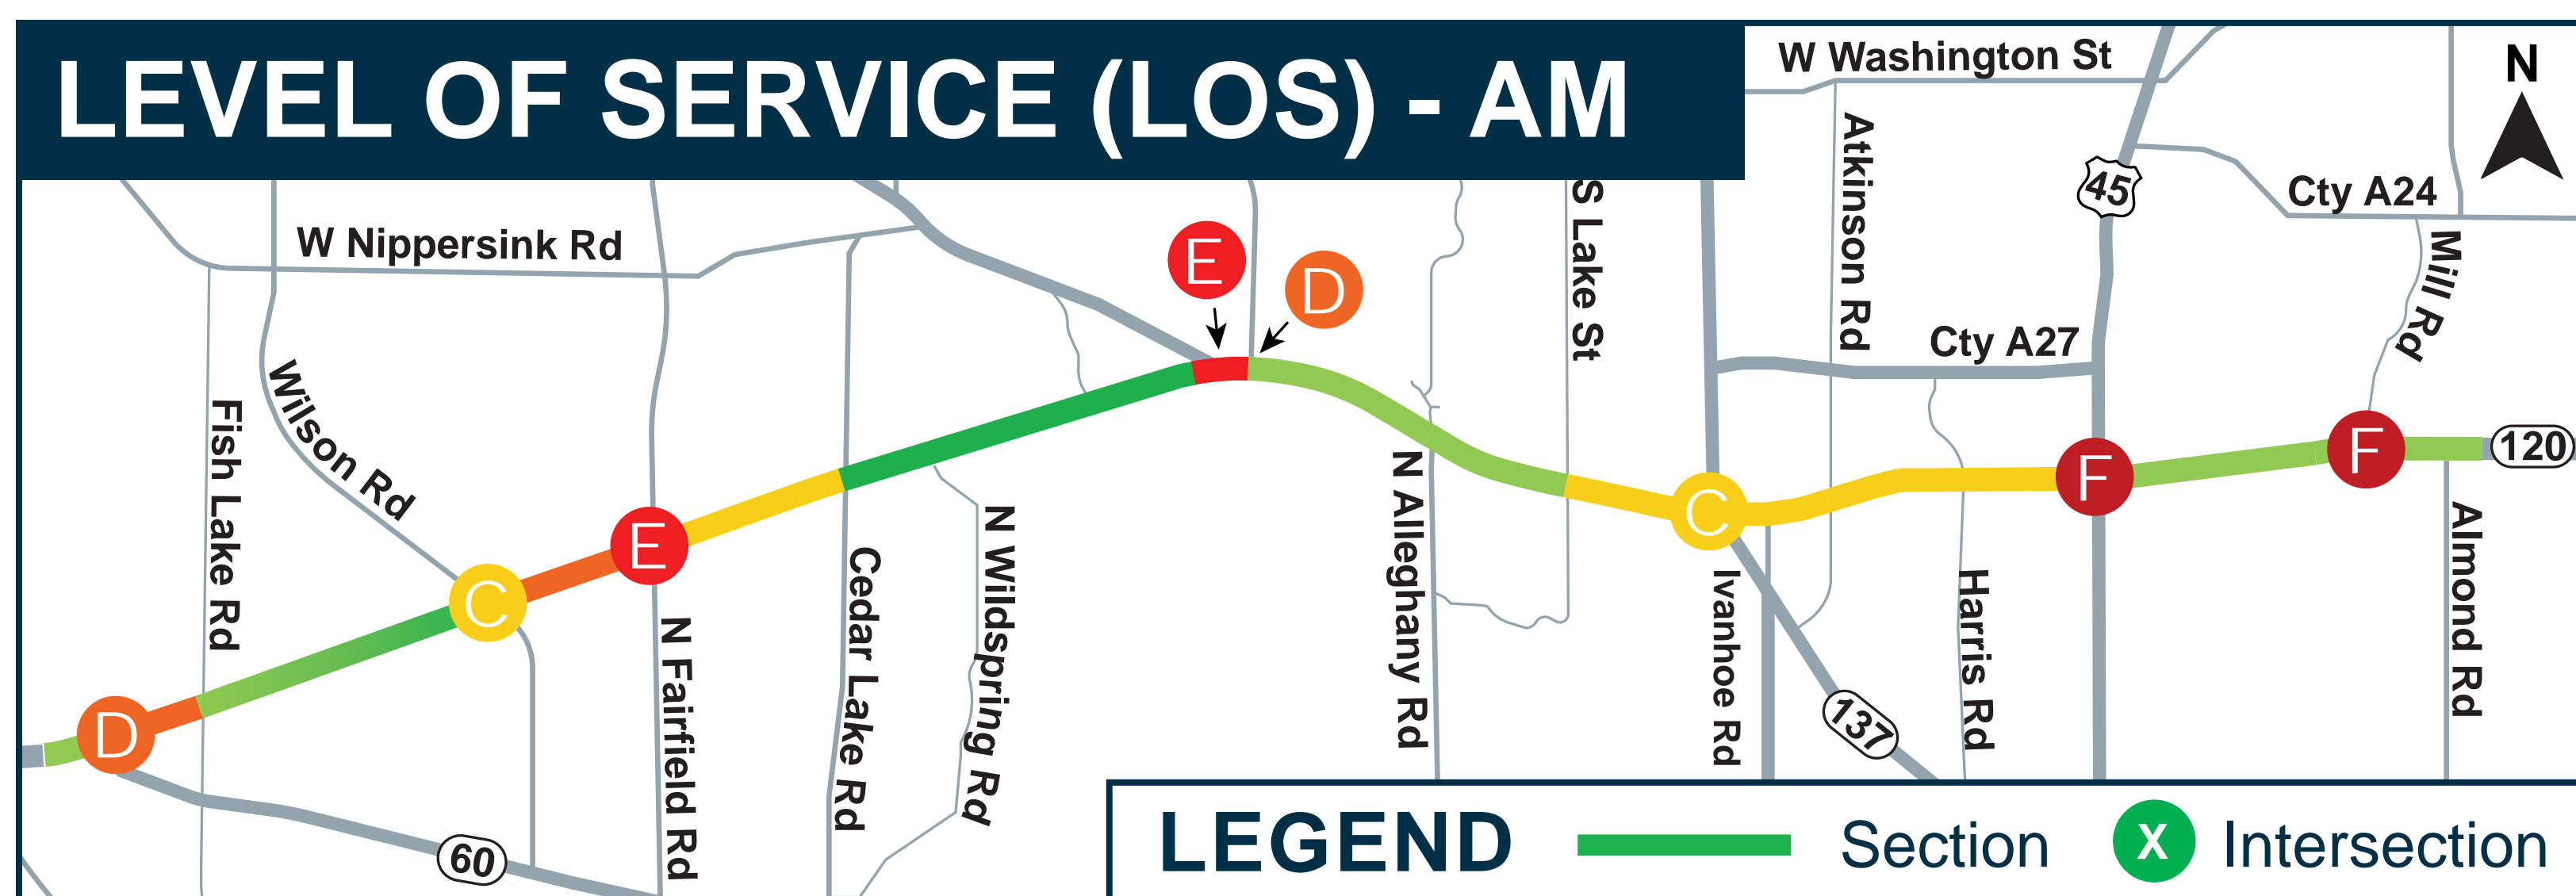 LEVEL OF SERVICE (LOS) - AM
W Washington St
N
Atkinson Rd
45
Cty A24
S Lake St
W Nippersink Rd
E
D
Mill Rd
Cty A27
Wilson Rd
Fish Lake Rd
N Alleghany Rd
F
F
120
C
E
C
D
N Wildspring Rd
Cedar Lake Rd
N Fairfield Rd
Ivanhoe Rd
Harris Rd
Almond Rd
137
60
LEGEND
Section
X
Intersection